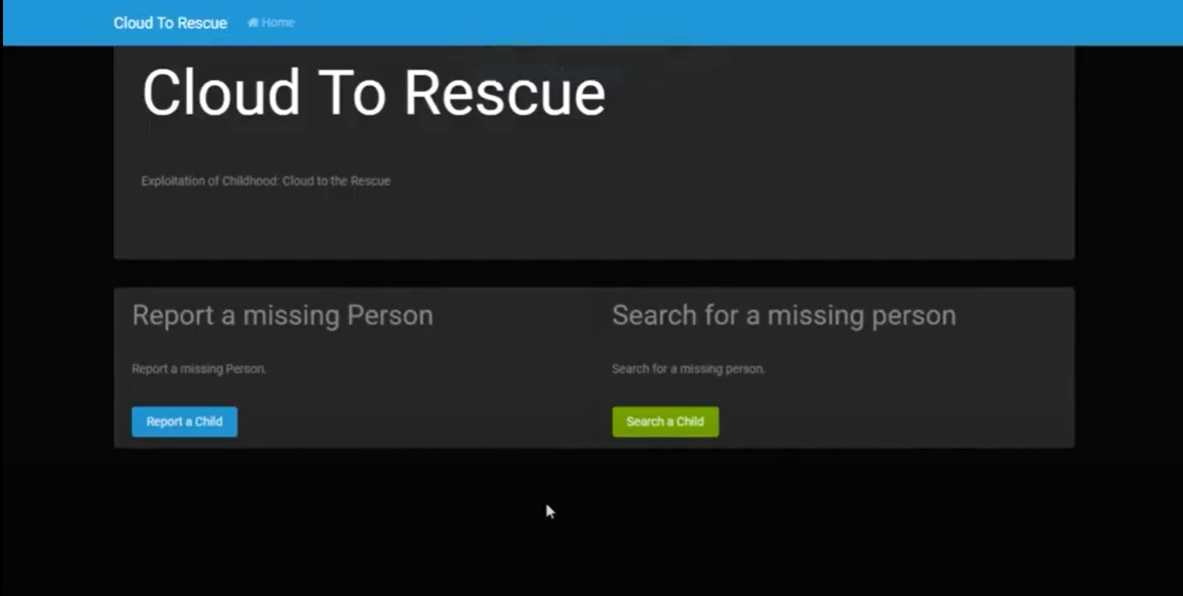 Cloud To Rescue Home
Cloud To Rescue
Exploitation of Childhood: Cloud to the Rescue
Report a missing Person
Report a missing Person.
Report a Child
Search for a missing person
Search for a missing person.
Search a Child